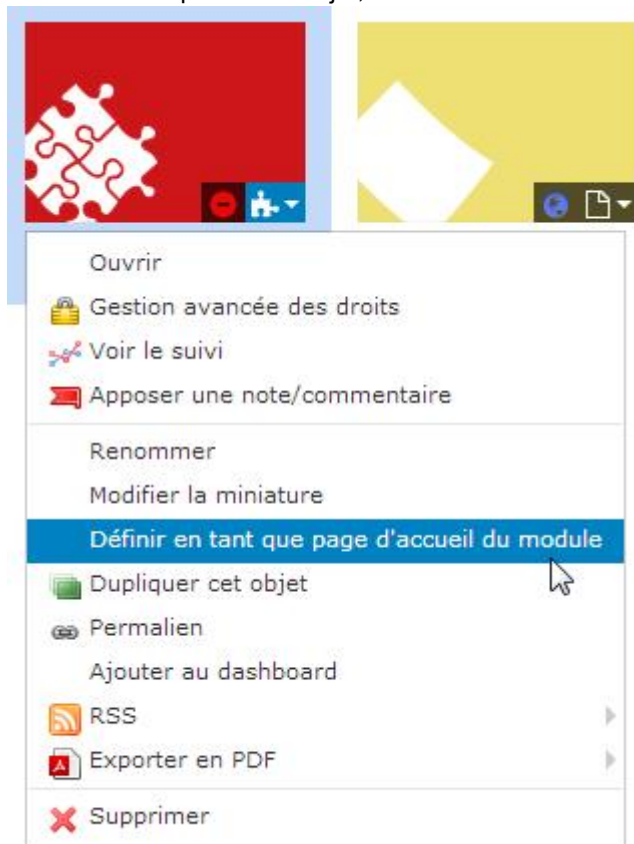 Ouvrir
Gestion avancée des droits
Voir le suivi
Apposer une note/commentaire
Renommer
Modifier la miniature
Définir en tant que page d'accueil du module
Dupliquer cet objet
Permalien
Ajouter au dashboard
RSS
Exporter en PDF
Supprimer